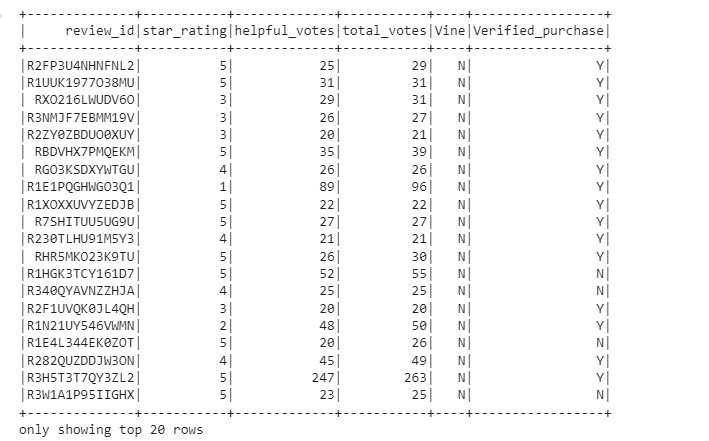 +--------------+-----------+-------------+-----------+----+-----------------+
|     review_id|star_rating|helpful_votes|total_votes|Vine|Verified_purchase|
+--------------+-----------+-------------+-----------+----+-----------------+
|R2FP3U4NHNFNL2|          5|           25|         29|   N|                Y|
|R1UUK1977O38MU|          5|           31|         31|   N|                Y|
| RXO216LWUDV6O|          3|           29|         31|   N|                Y|
|R3NMJF7EBMM19V|          3|           26|         27|   N|                Y|
|R2ZY0ZBDUO0XUY|          3|           20|         21|   N|                Y|
| RBDVHX7PMQEKM|          5|           35|         39|   N|                Y|
| RGO3KSDXYWTGU|          4|           26|         26|   N|                Y|
|R1E1PQGHWGO3Q1|          1|           89|         96|   N|                Y|
|R1XOXXUVYZEDJB|          5|           22|         22|   N|                Y|
| R7SHITUU5UG9U|          5|           27|         27|   N|                Y|
|R230TLHU91M5Y3|          4|           21|         21|   N|                Y|
| RHR5MKO23K9TU|          5|           26|         30|   N|                Y|
|R1HGK3TCY161D7|          5|           52|         55|   N|                N|
|R340QYAVNZZHJA|          4|           25|         25|   N|                N|
|R2F1UVQK0JL4QH|          3|           20|         20|   N|                Y|
|R1N21UY546VWMN|          2|           48|         50|   N|                Y|
|R1E4L344EK0ZOT|          5|           20|         26|   N|                N|
|R282QUZDDJW3ON|          4|           45|         49|   N|                Y|
|R3H5T3T7QY3ZL2|          5|          247|        263|   N|                Y|
|R3W1A1P95IIGHX|          5|           23|         25|   N|                N|
+--------------+-----------+-------------+-----------+----+-----------------+
only showing top 20 rows